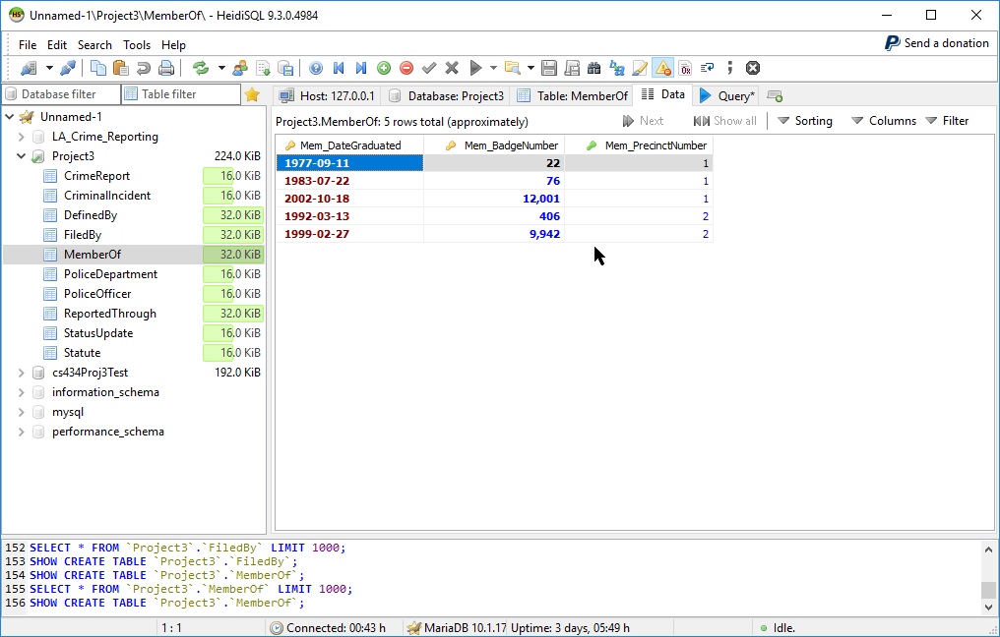 Unnamed-1\Project3\MemberOf\ - HeidiSQL 9.3.0.4984
File Edit Search Tools Help
Send a donation
Database filter Table filter
Host: 127.0.0.1 Database: Project3 Table: MemberOf Data Query*
Unnamed-1
LA_Crime_Reporting
Project3 224.0 KiB
CrimeReport 16.0 KiB
CriminalIncident 16.0 KiB
DefinedBy 32.0 KiB
FiledBy 32.0 KiB
MemberOf 32.0 KiB
PoliceDepartment 16.0 KiB
PoliceOfficer 16.0 KiB
ReportedThrough 32.0 KiB
StatusUpdate 16.0 KiB
Statute 16.0 KiB
cs434Proj3Test 192.0 KiB
information_schema
mysql
performance_schema
Project3.MemberOf: 5 rows total (approximately) Next Show all Sorting Columns Filter
Mem_DateGraduated Mem_BadgeNumber Mem_PrecinctNumber
1977-09-11 22 1
1983-07-22 76 1
2002-10-18 12,001 1
1992-03-13 406 2
1999-02-27 9,942 2
152 SELECT * FROM `Project3`.`FiledBy` LIMIT 1000;
153 SHOW CREATE TABLE `Project3`.`FiledBy`;
154 SHOW CREATE TABLE `Project3`.`MemberOf`;
155 SELECT * FROM `Project3`.`MemberOf` LIMIT 1000;
156 SHOW CREATE TABLE `Project3`.`MemberOf`;
1 : 1 Connected: 00:43 h MariaDB 10.1.17 Uptime: 3 days, 05:49 h Idle.